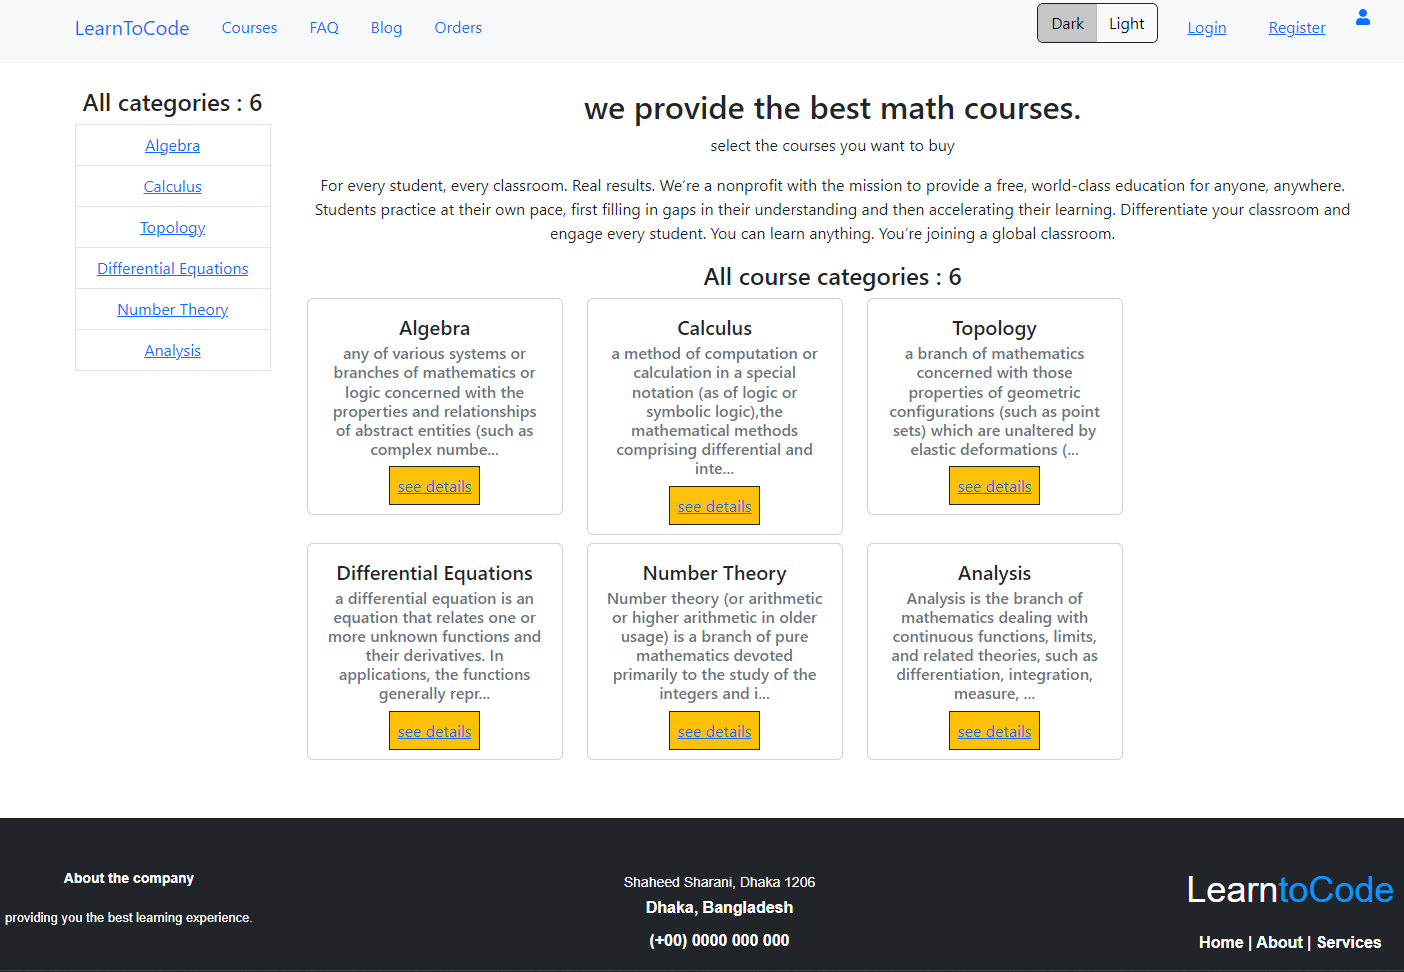 LearnToCode Courses FAQ Blog Orders Dark Light Login Register
All categories : 6
Algebra
Calculus
Topology
Differential Equations
Number Theory
Analysis
we provide the best math courses.
select the courses you want to buy
For every student, every classroom. Real results. We’re a nonprofit with the mission to provide a free, world-class education for anyone, anywhere.
Students practice at their own pace, first filling in gaps in their understanding and then accelerating their learning. Differentiate your classroom and
engage every student. You can learn anything. You’re joining a global classroom.
All course categories : 6
Algebra
any of various systems or
branches of mathematics or
logic concerned with the
properties and relationships
of abstract entities (such as
complex numbe...
see details
Calculus
a method of computation or
calculation in a special
notation (as of logic or
symbolic logic),the
mathematical methods
comprising differential and
inte...
see details
Topology
a branch of mathematics
concerned with those
properties of geometric
configurations (such as point
sets) which are unaltered by
elastic deformations (...
see details
Differential Equations
a differential equation is an
equation that relates one or
more unknown functions and
their derivatives. In
applications, the functions
generally repr...
see details
Number Theory
Number theory (or arithmetic
or higher arithmetic in older
usage) is a branch of pure
mathematics devoted
primarily to the study of the
integers and i...
see details
Analysis
Analysis is the branch of
mathematics dealing with
continuous functions, limits,
and related theories, such as
differentiation, integration,
measure, ...
see details
About the company
providing you the best learning experience.
Shaheed Sharani, Dhaka 1206
Dhaka, Bangladesh
(+00) 0000 000 000
LearntoCode
Home | About | Services